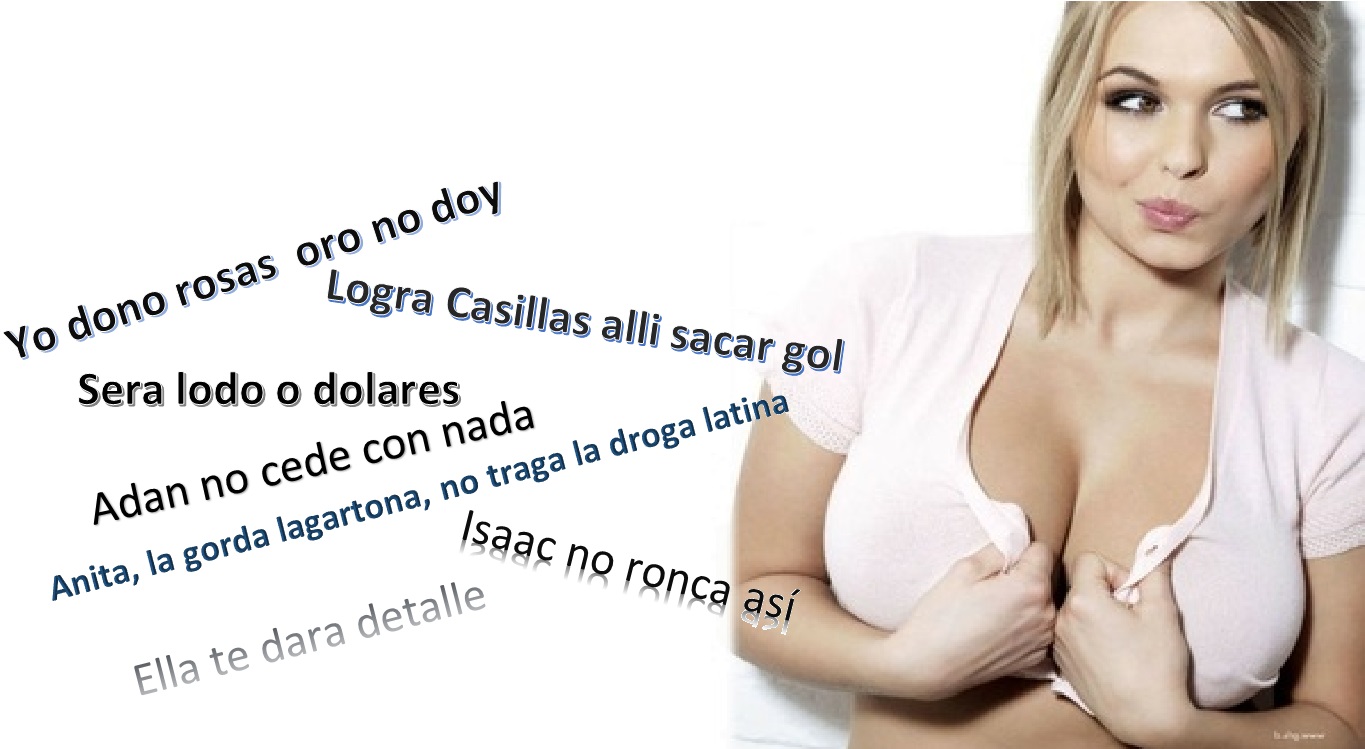 Yo dono rosas oro no doy
Logra Casillas alli sacar gol
Sera lodo o dolares
Adan no cede con nada
Anita, la gorda lagartona, no traga la droga latina
Isaac no ronca así
Ella te dara detalle